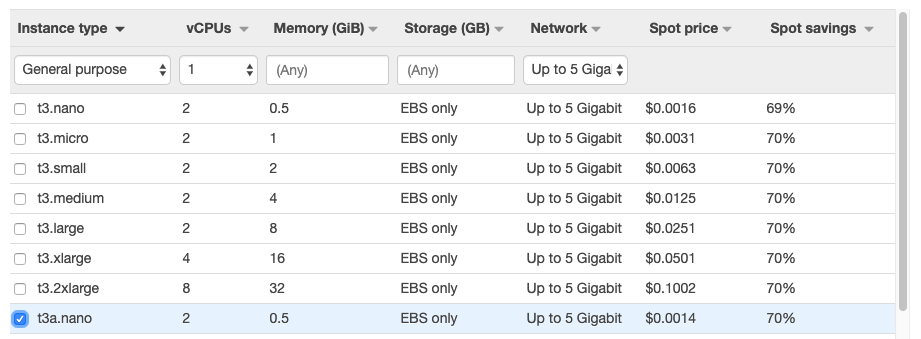 Instance type vCPUs Memory (GiB) Storage (GB) Network Spot price Spot savings
General purpose 1 (Any) (Any) Up to 5 Giga
t3.nano 2 0.5 EBS only Up to 5 Gigabit $0.0016 69%
t3.micro 2 1 EBS only Up to 5 Gigabit $0.0031 70%
t3.small 2 2 EBS only Up to 5 Gigabit $0.0063 70%
t3.medium 2 4 EBS only Up to 5 Gigabit $0.0125 70%
t3.large 2 8 EBS only Up to 5 Gigabit $0.0251 70%
t3.xlarge 4 16 EBS only Up to 5 Gigabit $0.0501 70%
t3.2xlarge 8 32 EBS only Up to 5 Gigabit $0.1002 70%
t3a.nano 2 0.5 EBS only Up to 5 Gigabit $0.0014 70%